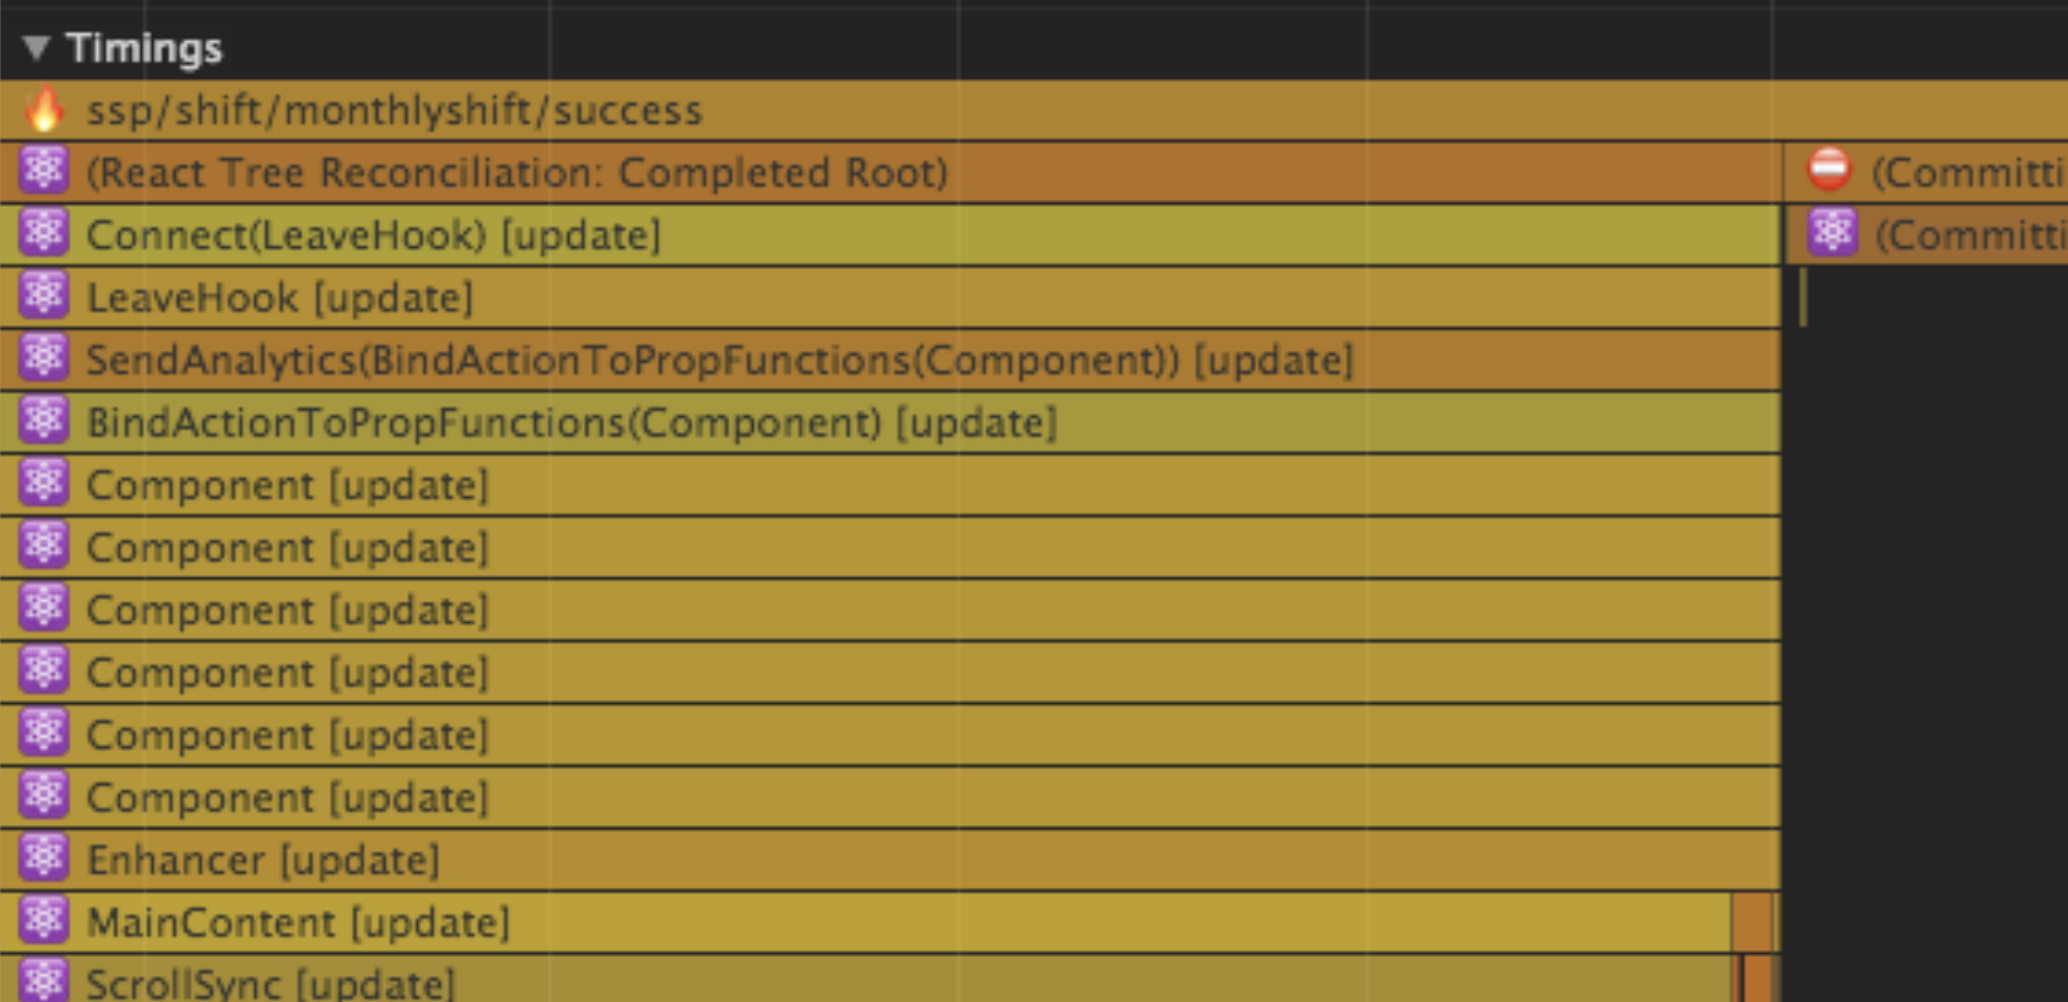 Timings
ssp/shift/monthlyshift/success
(React Tree Reconciliation: Completed Root)
(Committi
Connect(LeaveHook) [update]
(Committi
LeaveHook [update]
SendAnalytics(BindActionToPropFunctions(Component)) [update]
BindActionToPropFunctions(Component) [update]
Component [update]
Component [update]
Component [update]
Component [update]
Component [update]
Component [update]
Enhancer [update]
MainContent [update]
ScrollSync [update]